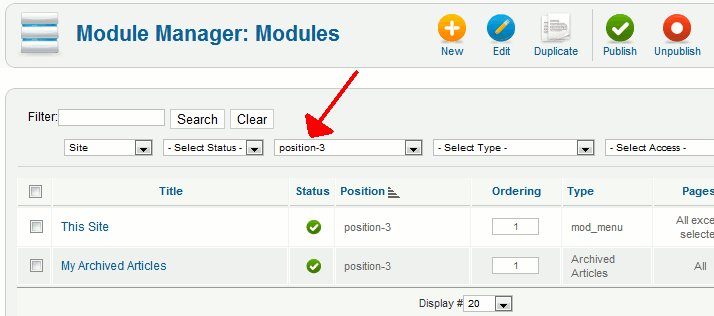 Module Manager: Modules
New Edit Duplicate Publish Unpublish
Filter: Search Clear
Site - Select Status - position-3 - Select Type - - Select Access -
Title Status Position Ordering Type Pages
This Site position-3 1 mod_menu All exce
selecte
My Archived Articles position-3 1 Archived
Articles All
Display # 20